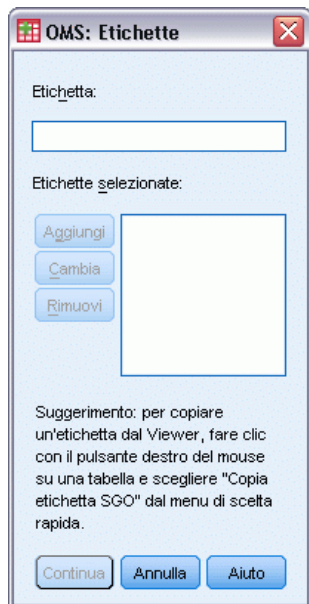 OMS: Etichette
Etichetta:
Etichette selezionate:
Aggiungi
Cambia
Rimuovi
Suggerimento: per copiare
un'etichetta dal Viewer, fare clic
con il pulsante destro del mouse
su una tabella e scegliere "Copia
etichetta SGO" dal menu di scelta
rapida.
Continua Annulla Aiuto